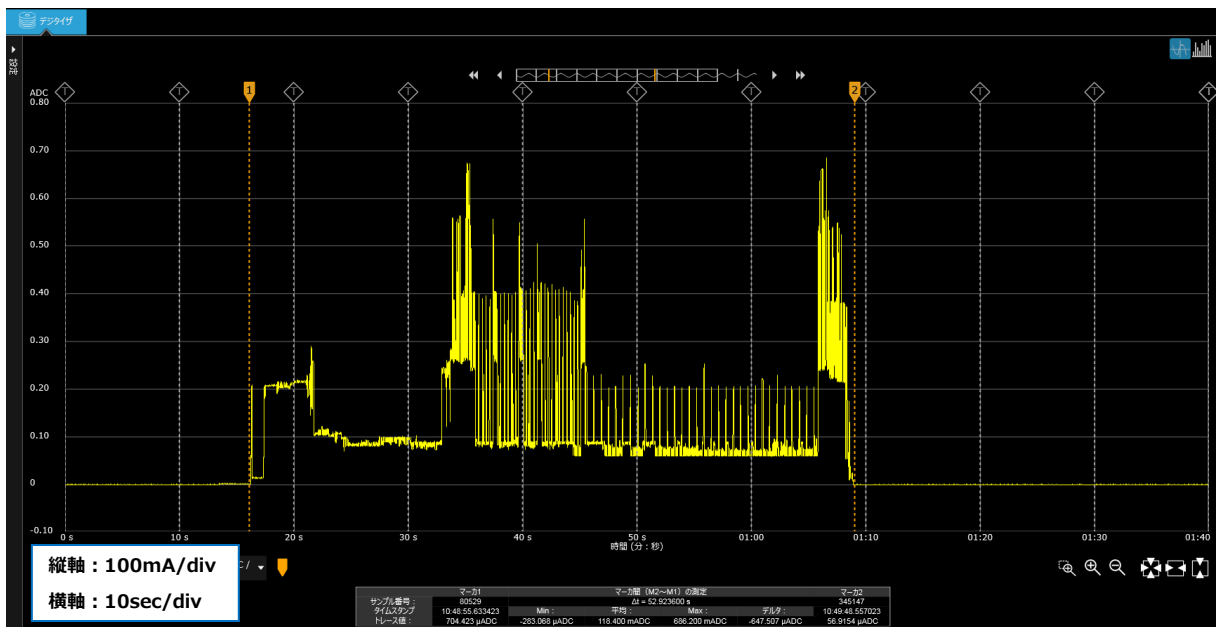 デジタイザ
設定
ADC
0.80
0.70
0.60
0.50
0.40
0.30
0.20
0.10
0
-0.10
1
2
T T T T T T T T T T T
0 s 10 s 20 s 30 s 40 s 50 s 01:00 01:10 01:20 01:30 01:40
時間 (分 : 秒)
縦軸：100mA/div
横軸：10sec/div
C /
マーカ1 マーカ間（M2～M1）の測定 マーカ2
サンプル番号 : 80529 Δt = 52.923600 s 345147
タイムスタンプ 10:48:55.633423 Min : 平均 : Max : デルタ : 10:49:48.557023
トレース値 : 704.423 µADC -283.068 µADC 118.400 mADC 686.200 mADC -647.507 µADC 56.9154 µADC